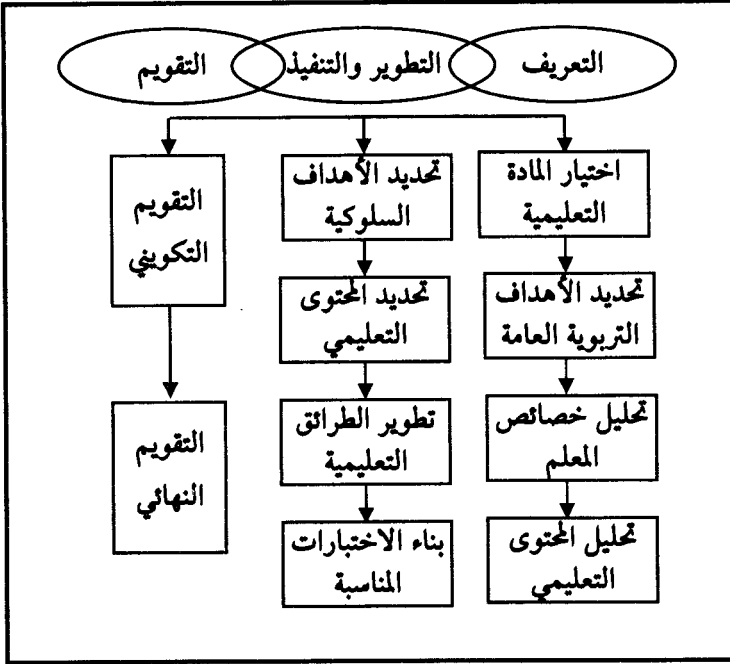 التعريف
التطوير والتنفيذ
التقويم
اختيار المادة
التعليمية
تحديد الأهداف
التربوية العامة
تحليل خصائص
المعلم
تحليل المحتوى
التعليمي
تحديد الأهداف
السلوكية
تحديد المحتوى
التعليمي
تطوير الطرائق
التعليمية
بناء الاختبارات
المناسبة
التقويم
التكويني
التقويم
النهائي